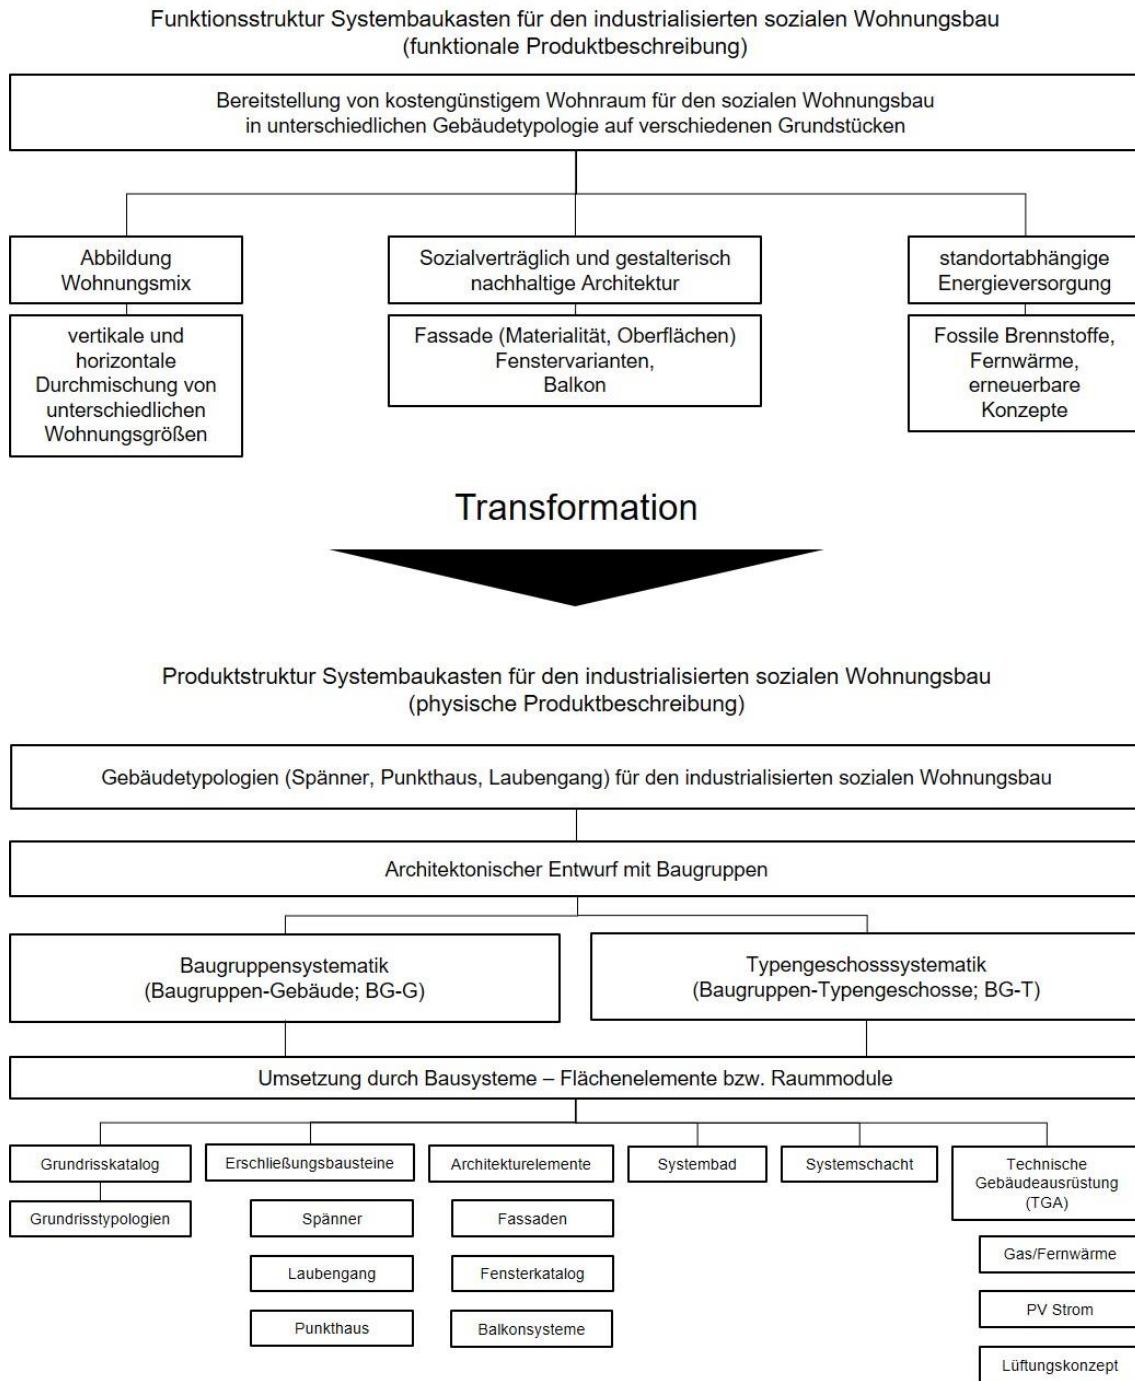 Funktionsstruktur Systembaukasten für den industrialisierten sozialen Wohnungsbau
(funktionale Produktbeschreibung)
Bereitstellung von kostengünstigem Wohnraum für den sozialen Wohnungsbau
in unterschiedlichen Gebäudetypologie auf verschiedenen Grundstücken
Abbildung
Wohnungsmix
vertikale und
horizontale
Durchmischung von
unterschiedlichen
Wohnungsgrößen
Sozialverträglich und gestalterisch
nachhaltige Architektur
Fassade (Materialität, Oberflächen)
Fenstervarianten,
Balkon
standortabhängige
Energieversorgung
Fossile Brennstoffe,
Fernwärme,
erneuerbare
Konzepte
Transformation
Produktstruktur Systembaukasten für den industrialisierten sozialen Wohnungsbau
(physische Produktbeschreibung)
Gebäudetypologien (Spänner, Punkthaus, Laubengang) für den industrialisierten sozialen Wohnungsbau
Architektonischer Entwurf mit Baugruppen
Baugruppensystematik
(Baugruppen-Gebäude; BG-G)
Typengeschosssystematik
(Baugruppen-Typengeschosse; BG-T)
Umsetzung durch Bausysteme – Flächenelemente bzw. Raummodule
Grundrisskatalog
Grundrisstypologien
Erschließungsbausteine
Spänner
Laubengang
Punkthaus
Architekturelemente
Fassaden
Fensterkatalog
Balkonsysteme
Systembad
Systemschacht
Technische
Gebäudeausrüstung
(TGA)
Gas/Fernwärme
PV Strom
Lüftungskonzept